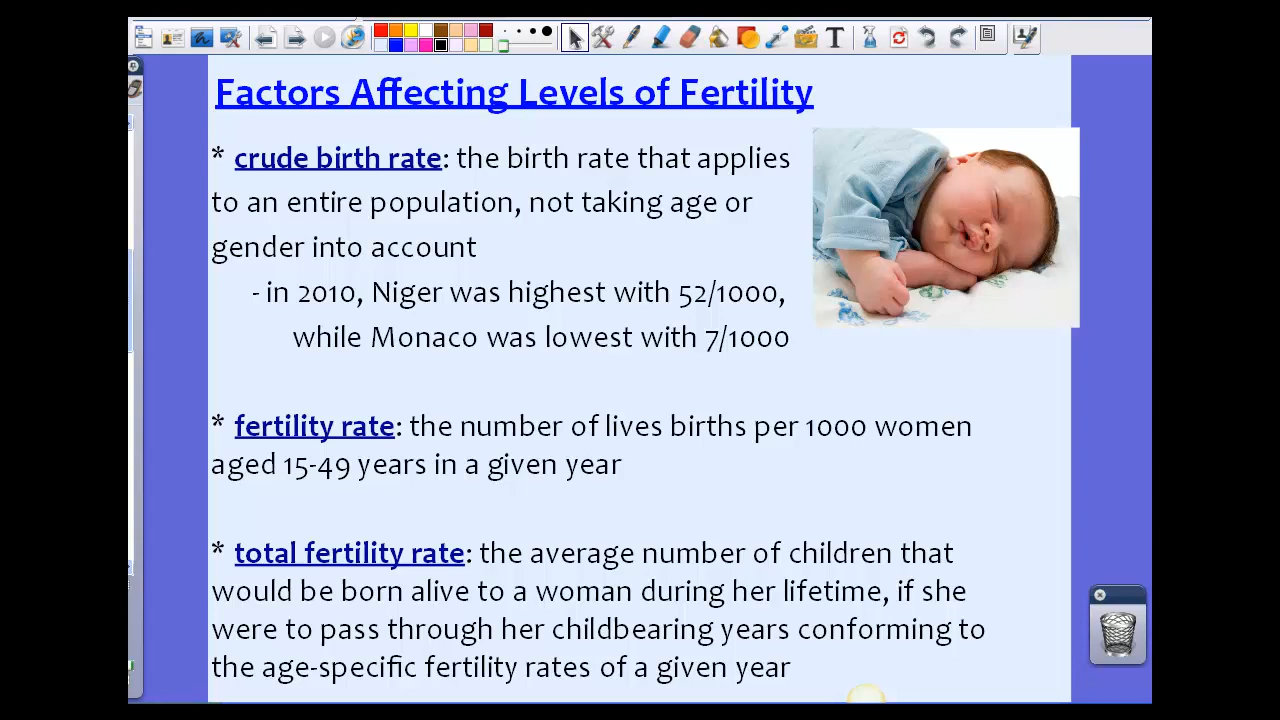 Factors Affecting Levels of Fertility
* crude birth rate: the birth rate that applies
to an entire population, not taking age or
gender into account
- in 2010, Niger was highest with 52/1000,
while Monaco was lowest with 7/1000
* fertility rate: the number of lives births per 1000 women
aged 15-49 years in a given year
* total fertility rate: the average number of children that
would be born alive to a woman during her lifetime, if she
were to pass through her childbearing years conforming to
the age-specific fertility rates of a given year